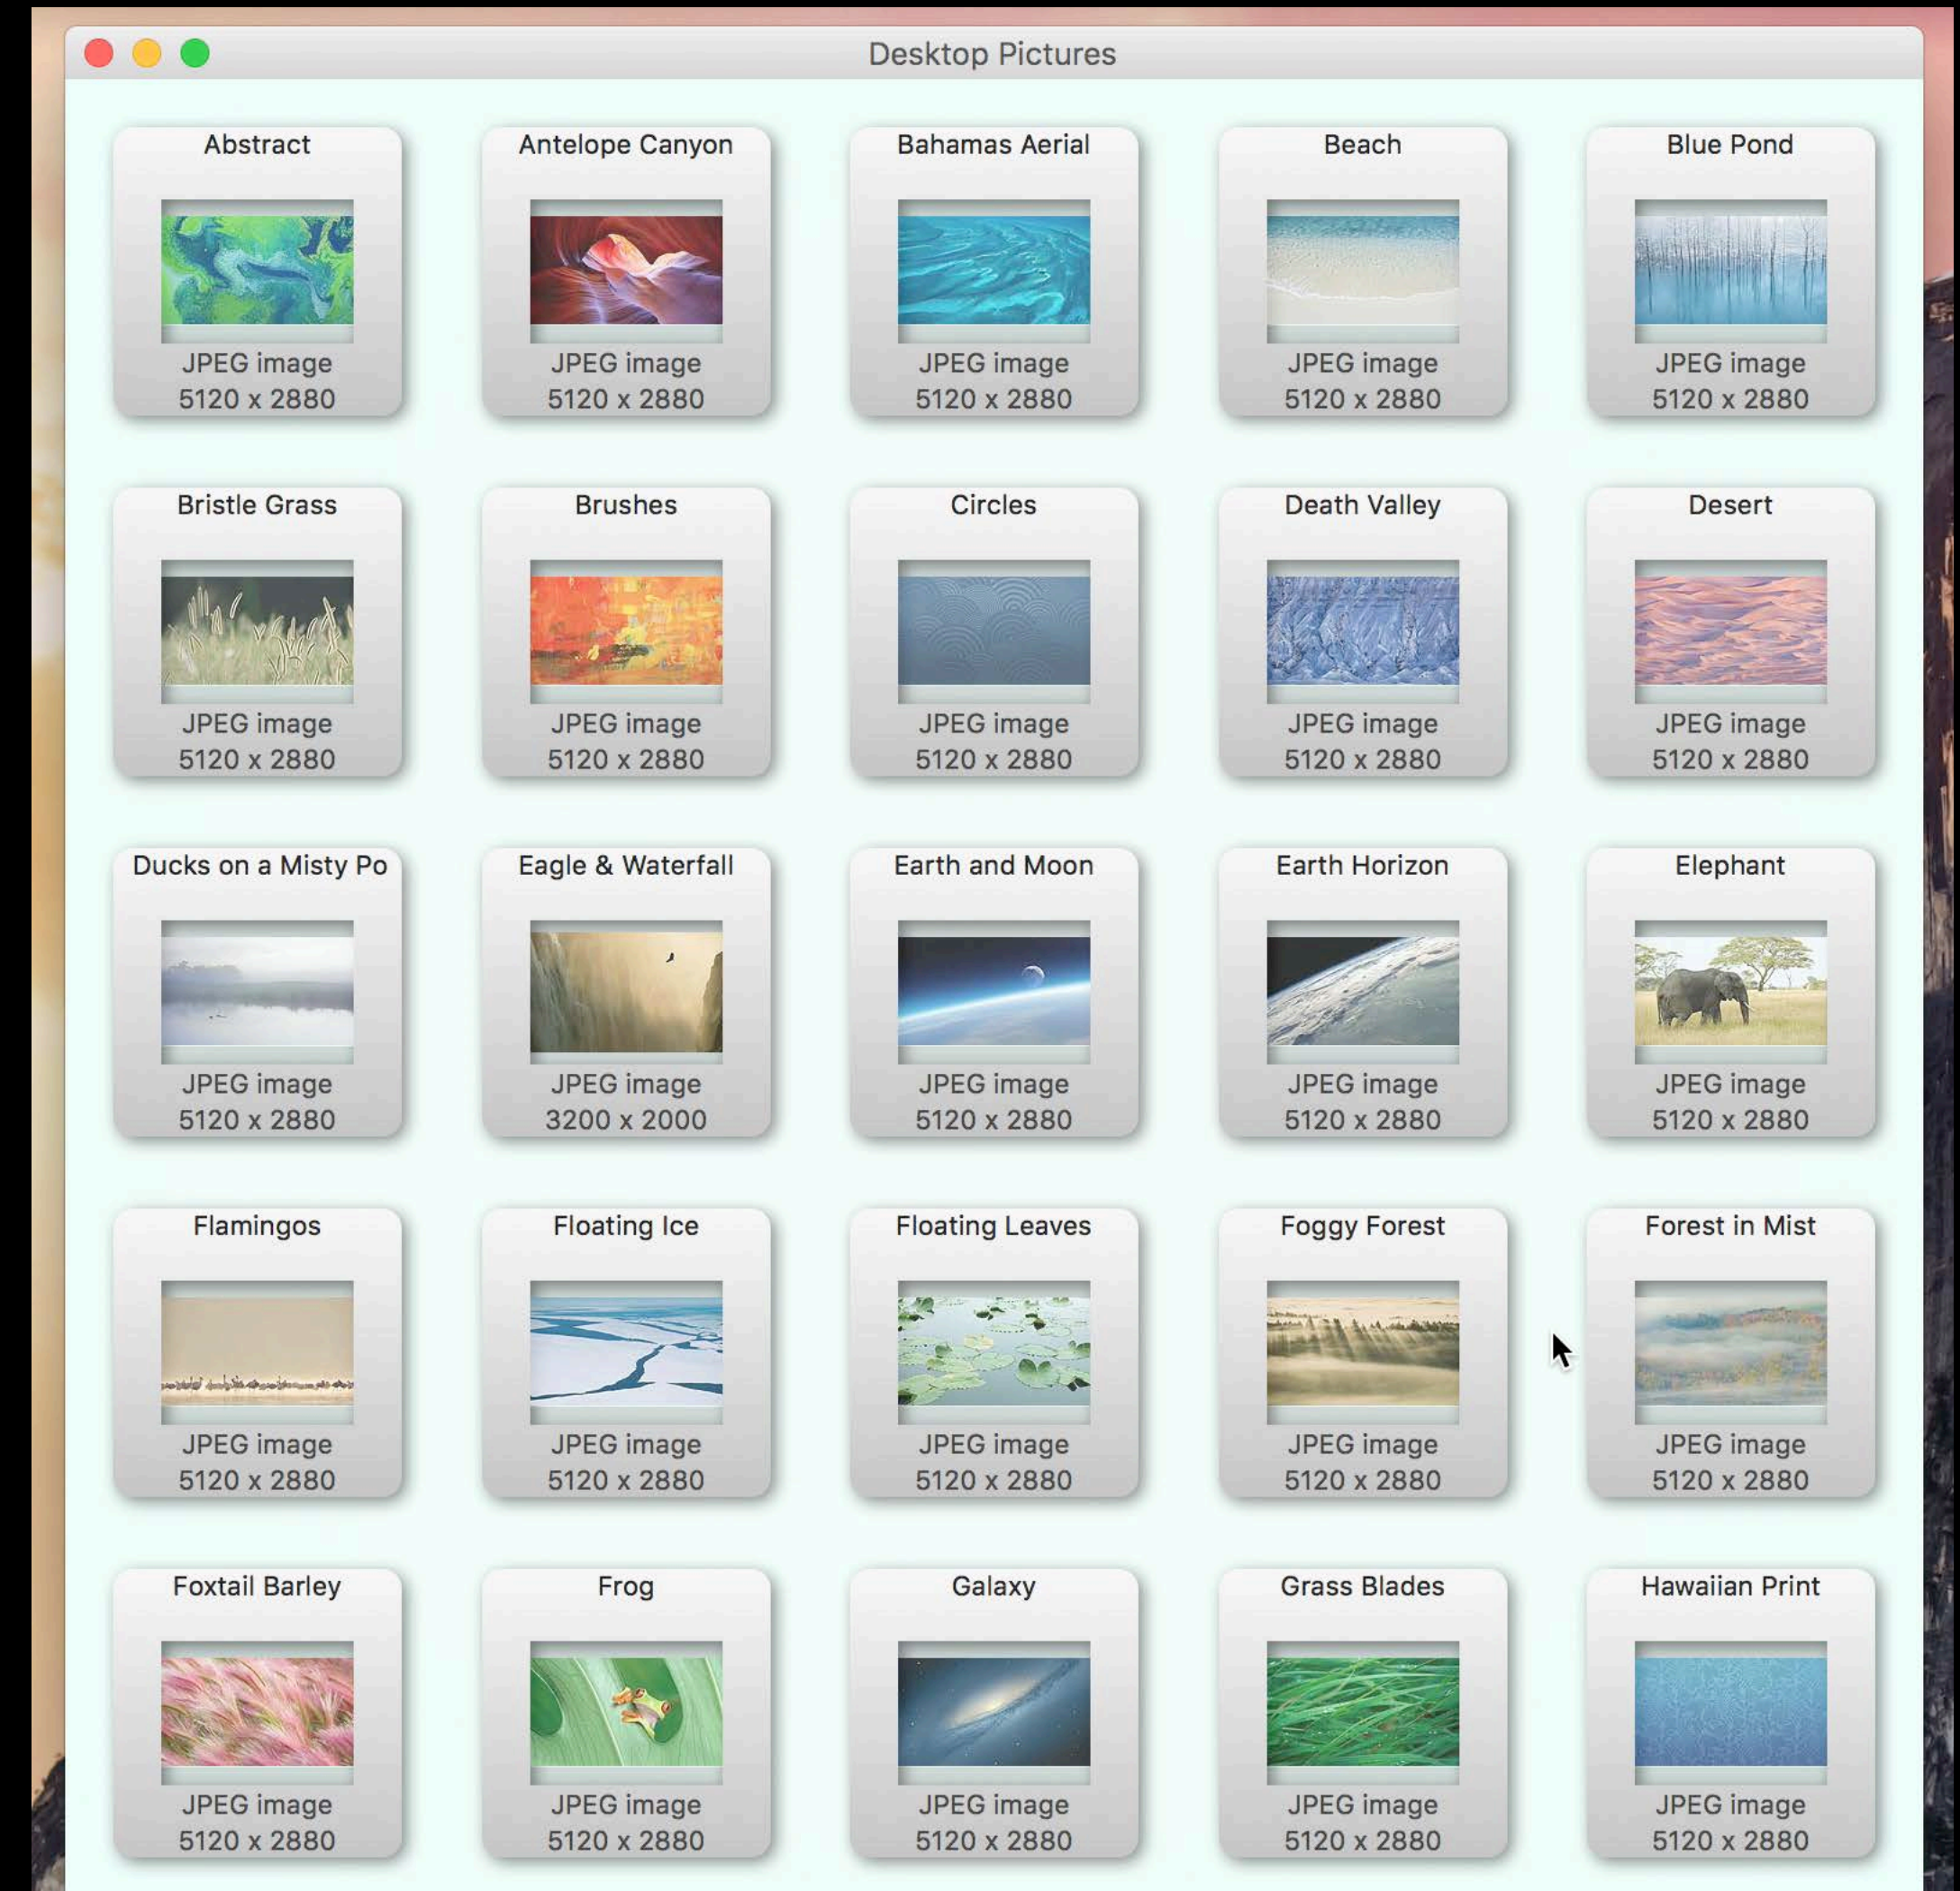 Desktop Pictures
Abstract
JPEG image
5120 x 2880
Antelope Canyon
JPEG image
5120 x 2880
Bahamas Aerial
JPEG image
5120 x 2880
Beach
JPEG image
5120 x 2880
Blue Pond
JPEG image
5120 x 2880
Bristle Grass
JPEG image
5120 x 2880
Brushes
JPEG image
5120 x 2880
Circles
JPEG image
5120 x 2880
Death Valley
JPEG image
5120 x 2880
Desert
JPEG image
5120 x 2880
Ducks on a Misty Po
JPEG image
5120 x 2880
Eagle & Waterfall
JPEG image
3200 x 2000
Earth and Moon
JPEG image
5120 x 2880
Earth Horizon
JPEG image
5120 x 2880
Elephant
JPEG image
5120 x 2880
Flamingos
JPEG image
5120 x 2880
Floating Ice
JPEG image
5120 x 2880
Floating Leaves
JPEG image
5120 x 2880
Foggy Forest
JPEG image
5120 x 2880
Forest in Mist
JPEG image
5120 x 2880
Foxtail Barley
JPEG image
5120 x 2880
Frog
JPEG image
5120 x 2880
Galaxy
JPEG image
5120 x 2880
Grass Blades
JPEG image
5120 x 2880
Hawaiian Print
JPEG image
5120 x 2880